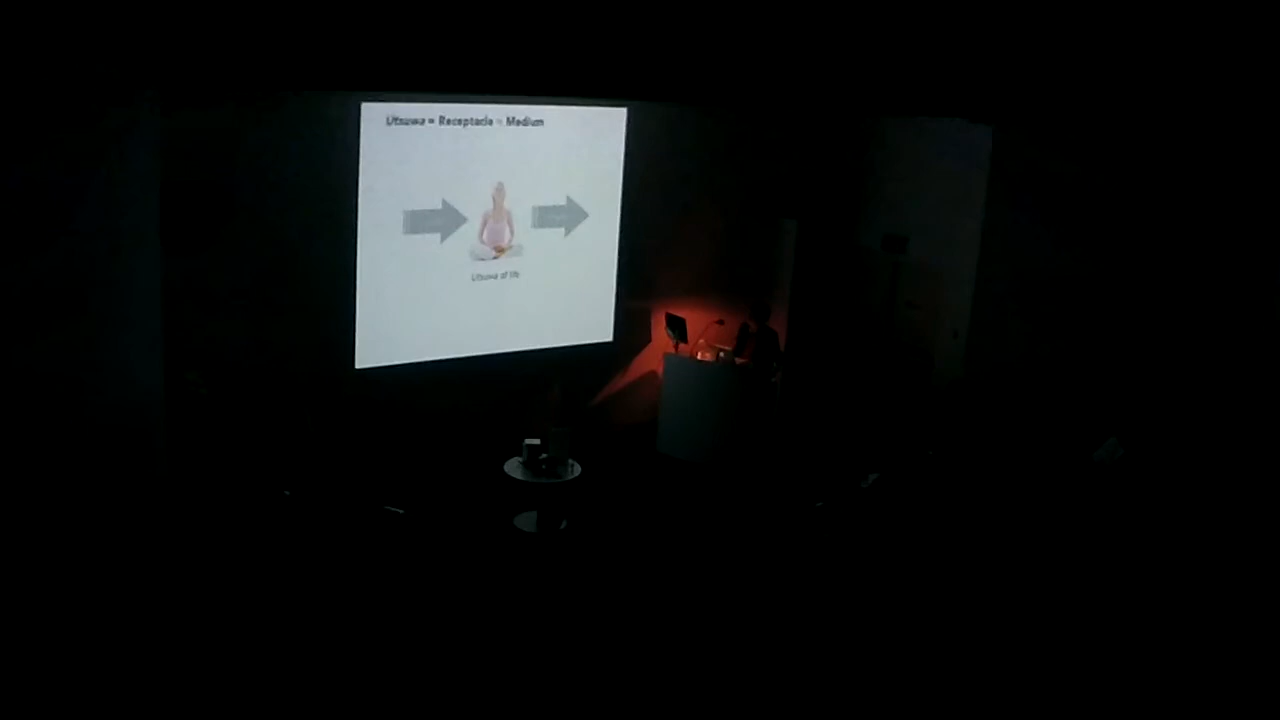 Utsuwa = Receptacle = Medium
Utsuwa of life